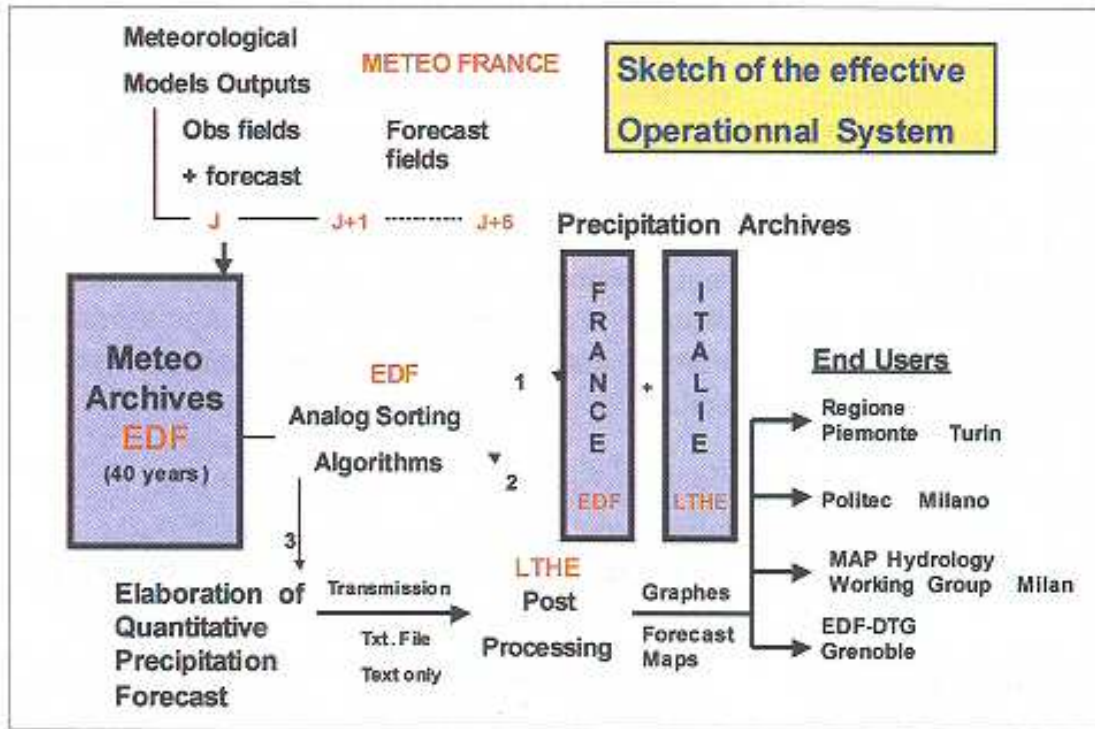 Meteorological
Models Outputs
METEO FRANCE
Sketch of the effective
Operationnal System
Obs fields
+ forecast
Forecast
fields
J
J+1
J+5
Precipitation Archives
Meteo
Archives
EDF
(40 years)
EDF
Analog Sorting
Algorithms
1
2
3
FRANCE
EDF
+
ITALIE
LTHE
End Users
Regione
Piemonte Turin
Politec Milano
MAP Hydrology
Working Group Milan
EDF-DTG
Grenoble
Elaboration of
Quantitative
Precipitation
Forecast
Transmission
Txt. File
Text only
LTHE
Post
Processing
Graphes
Forecast
Maps